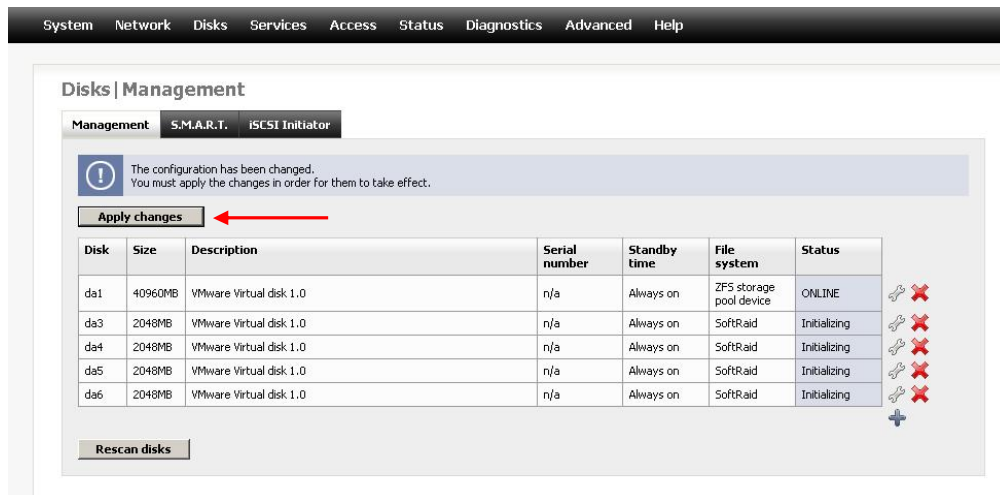 System Network Disks Services Access Status Diagnostics Advanced Help
Disks|Management
Management S.M.A.R.T. iSCSI Initiator
The configuration has been changed.
You must apply the changes in order for them to take effect.
Apply changes
Disk Size Description Serial number Standby time File system Status
da1 40960MB VMware Virtual disk 1.0 n/a Always on ZFS storage pool device ONLINE
da3 2048MB VMware Virtual disk 1.0 n/a Always on SoftRaid Initializing
da4 2048MB VMware Virtual disk 1.0 n/a Always on SoftRaid Initializing
da5 2048MB VMware Virtual disk 1.0 n/a Always on SoftRaid Initializing
da6 2048MB VMware Virtual disk 1.0 n/a Always on SoftRaid Initializing
Rescan disks